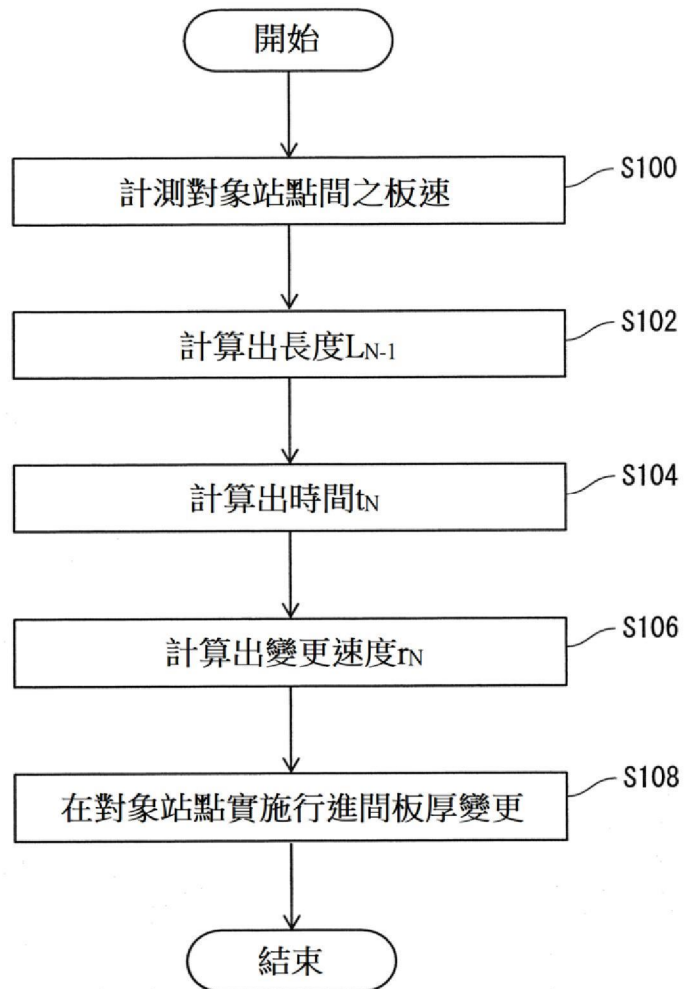 開始
計測對象站點間之板速
S100
計算出長度LN-1
S102
計算出時間tN
S104
計算出變更速度rN
S106
在對象站點實施行進間板厚變更
S108
結束